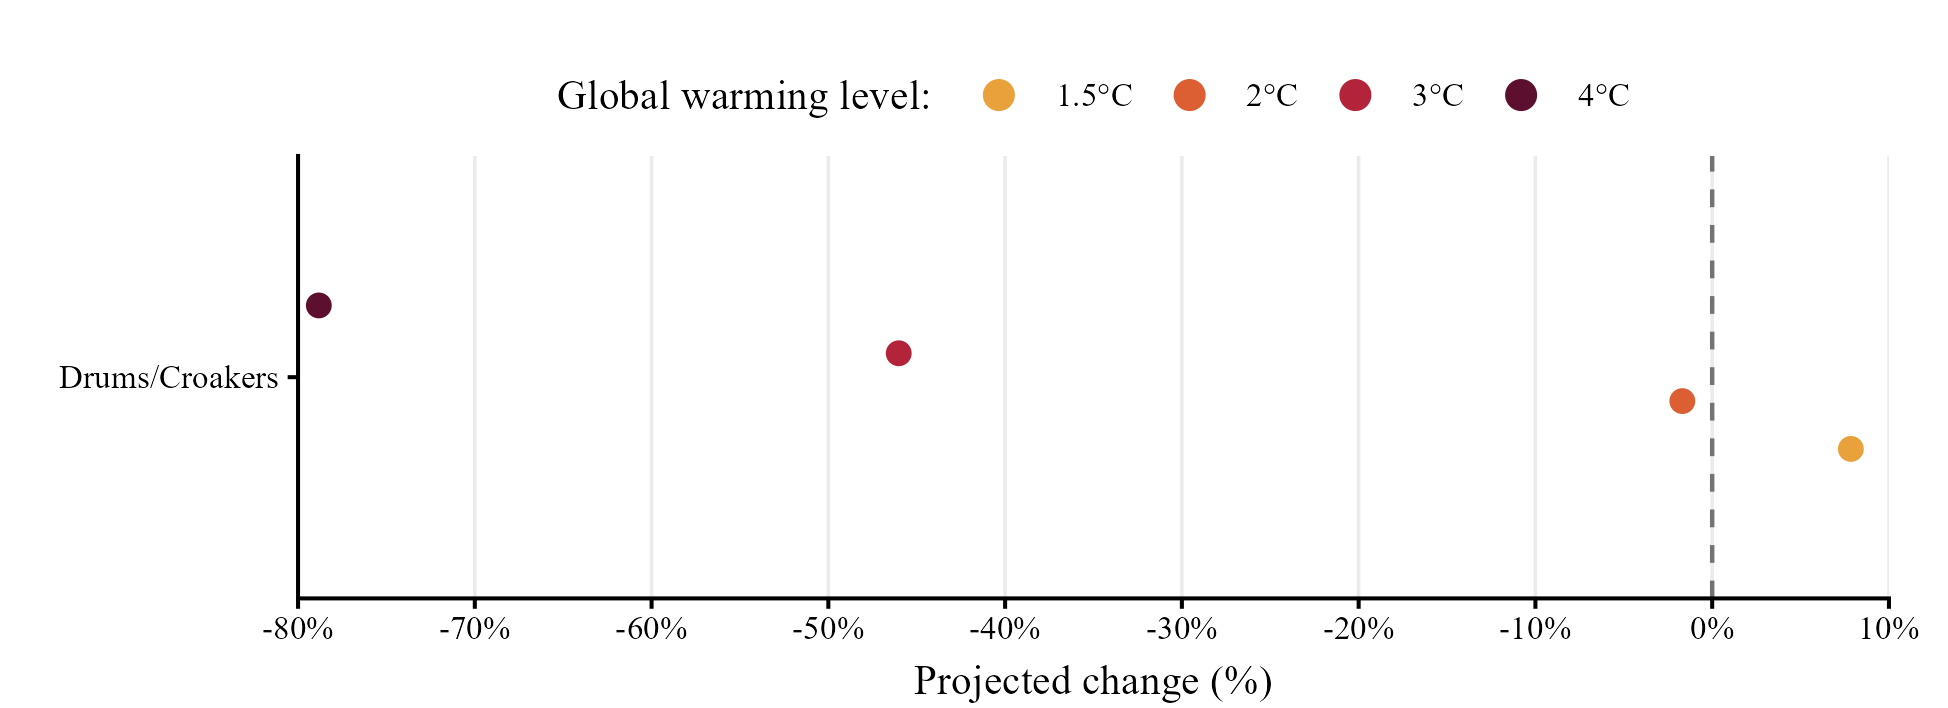 Global warming level: 1.5°C 2°C 3°C 4°C
Drums/Croakers
-80% -70% -60% -50% -40% -30% -20% -10% 0% 10%
Projected change (%)